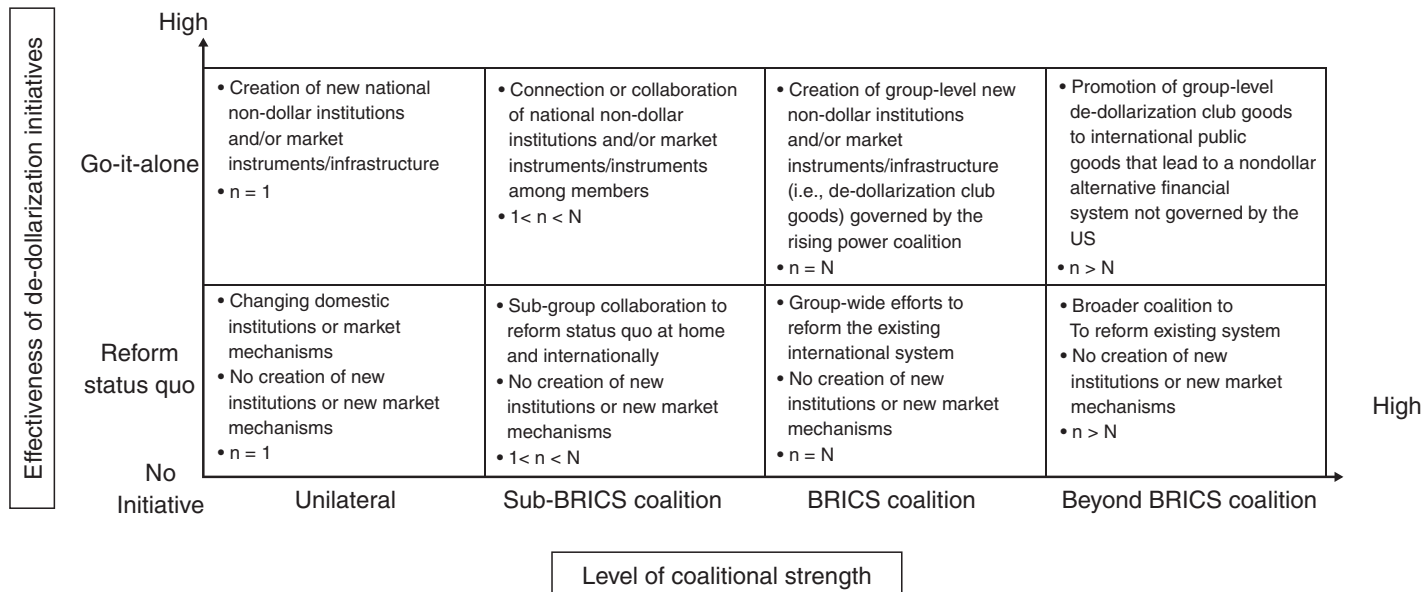 Effectiveness of de-dollarization initiatives
High
Go-it-alone
• Creation of new national
non-dollar institutions
and/or market
instruments/infrastructure
• n = 1
• Connection or collaboration
of national non-dollar
institutions and/or market
instruments/instruments
among members
• 1< n < N
• Creation of group-level new
non-dollar institutions
and/or market
instruments/infrastructure
(i.e., de-dollarization club
goods) governed by the
rising power coalition
• n = N
• Promotion of group-level
de-dollarization club goods
to international public
goods that lead to a nondollar
alternative financial
system not governed by the
US
• n > N
Reform
status quo
• Changing domestic
institutions or market
mechanisms
• No creation of new
institutions or new market
mechanisms
• n = 1
• Sub-group collaboration to
reform status quo at home
and internationally
• No creation of new
institutions or new market
mechanisms
• 1< n < N
• Group-wide efforts to
reform the existing
international system
• No creation of new
institutions or new market
mechanisms
• n = N
• Broader coalition to
To reform existing system
• No creation of new
institutions or new market
mechanisms
• n > N
High
No
Initiative
Unilateral
Sub-BRICS coalition
BRICS coalition
Beyond BRICS coalition
Level of coalitional strength